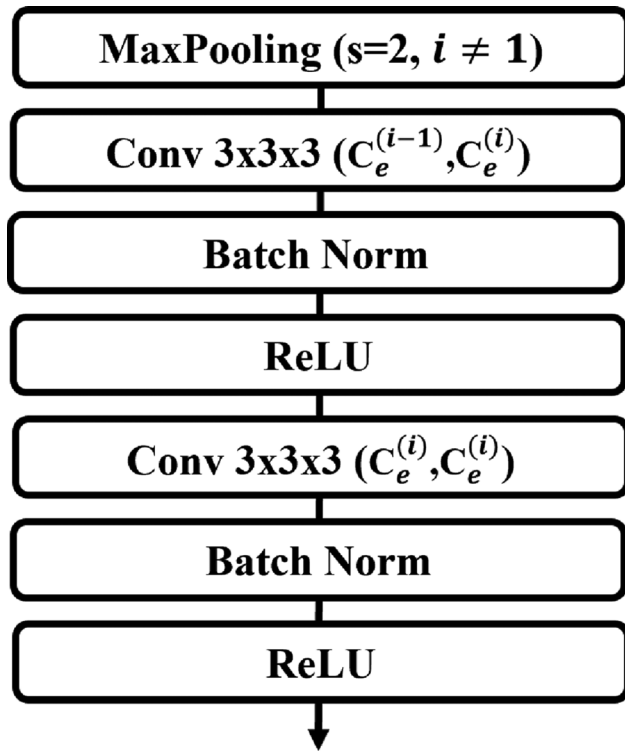 MaxPooling (s=2, i ≠ 1)
Conv 3x3x3 (C_e^{(i-1)},C_e^{(i)})
Batch Norm
ReLU
Conv 3x3x3 (C_e^{(i)},C_e^{(i)})
Batch Norm
ReLU